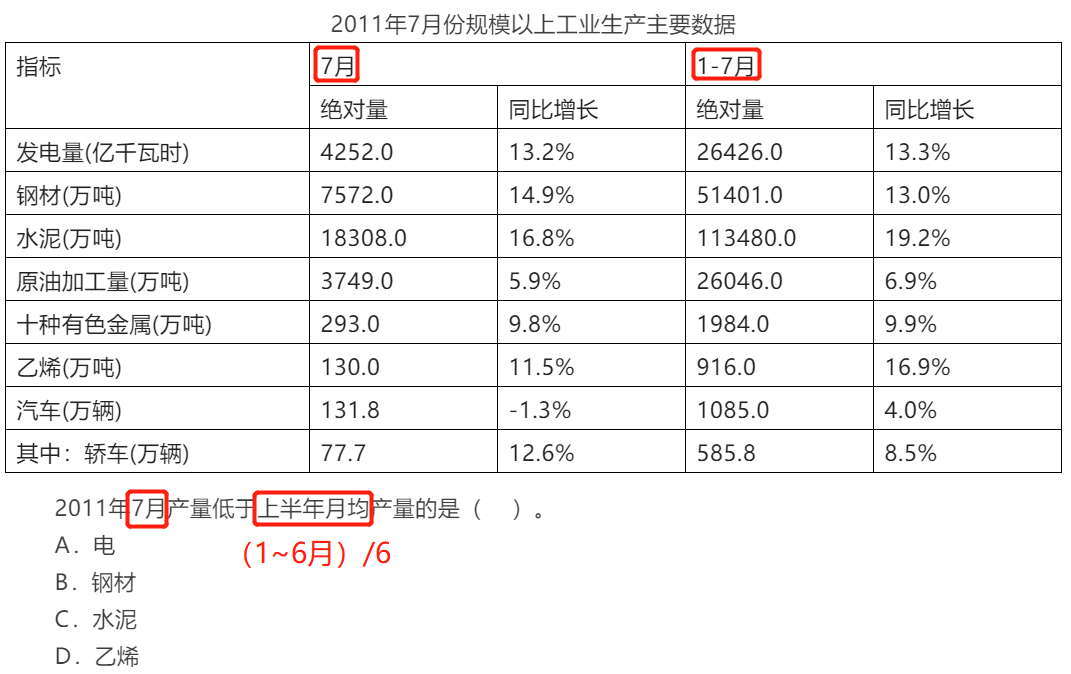 2011年7月份规模以上工业生产主要数据
指标 7月 1-7月
绝对量 同比增长 绝对量 同比增长
发电量(亿千瓦时) 4252.0 13.2% 26426.0 13.3%
钢材(万吨) 7572.0 14.9% 51401.0 13.0%
水泥(万吨) 18308.0 16.8% 113480.0 19.2%
原油加工量(万吨) 3749.0 5.9% 26046.0 6.9%
十种有色金属(万吨) 293.0 9.8% 1984.0 9.9%
乙烯(万吨) 130.0 11.5% 916.0 16.9%
汽车(万辆) 131.8 -1.3% 1085.0 4.0%
其中：轿车(万辆) 77.7 12.6% 585.8 8.5%
2011年7月产量低于上半年月均产量的是（ ）。
（1~6月）/6
A．电
B．钢材
C．水泥
D．乙烯